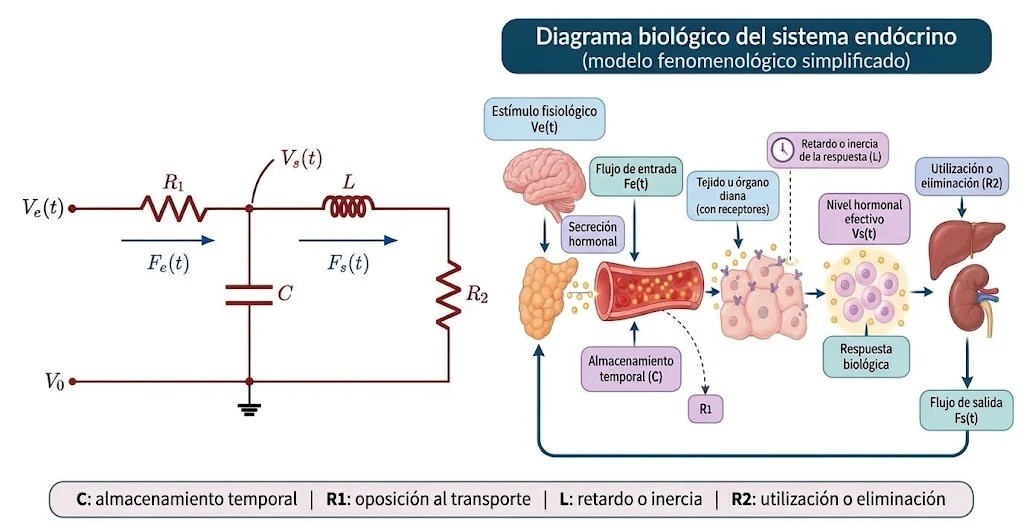 Diagrama biológico del sistema endócrino
(modelo fenomenológico simplificado)
Estímulo fisiológico
Ve(t)
Retardo o inercia
de la respuesta (L)
Flujo de entrada
Fe(t)
Tejido u órgano
diana
(con receptores)
Utilización o
eliminación (R2)
Nivel hormonal
efectivo
Vs(t)
Secreción
hormonal
Almacenamiento
temporal (C)
R1
Respuesta
biológica
Flujo de salida
Fs(t)
Vs(t)
R1
L
Ve(t)
Fe(t)
Fs(t)
C
R2
V0
C: almacenamiento temporal | R1: oposición al transporte | L: retardo o inercia | R2: utilización o eliminación